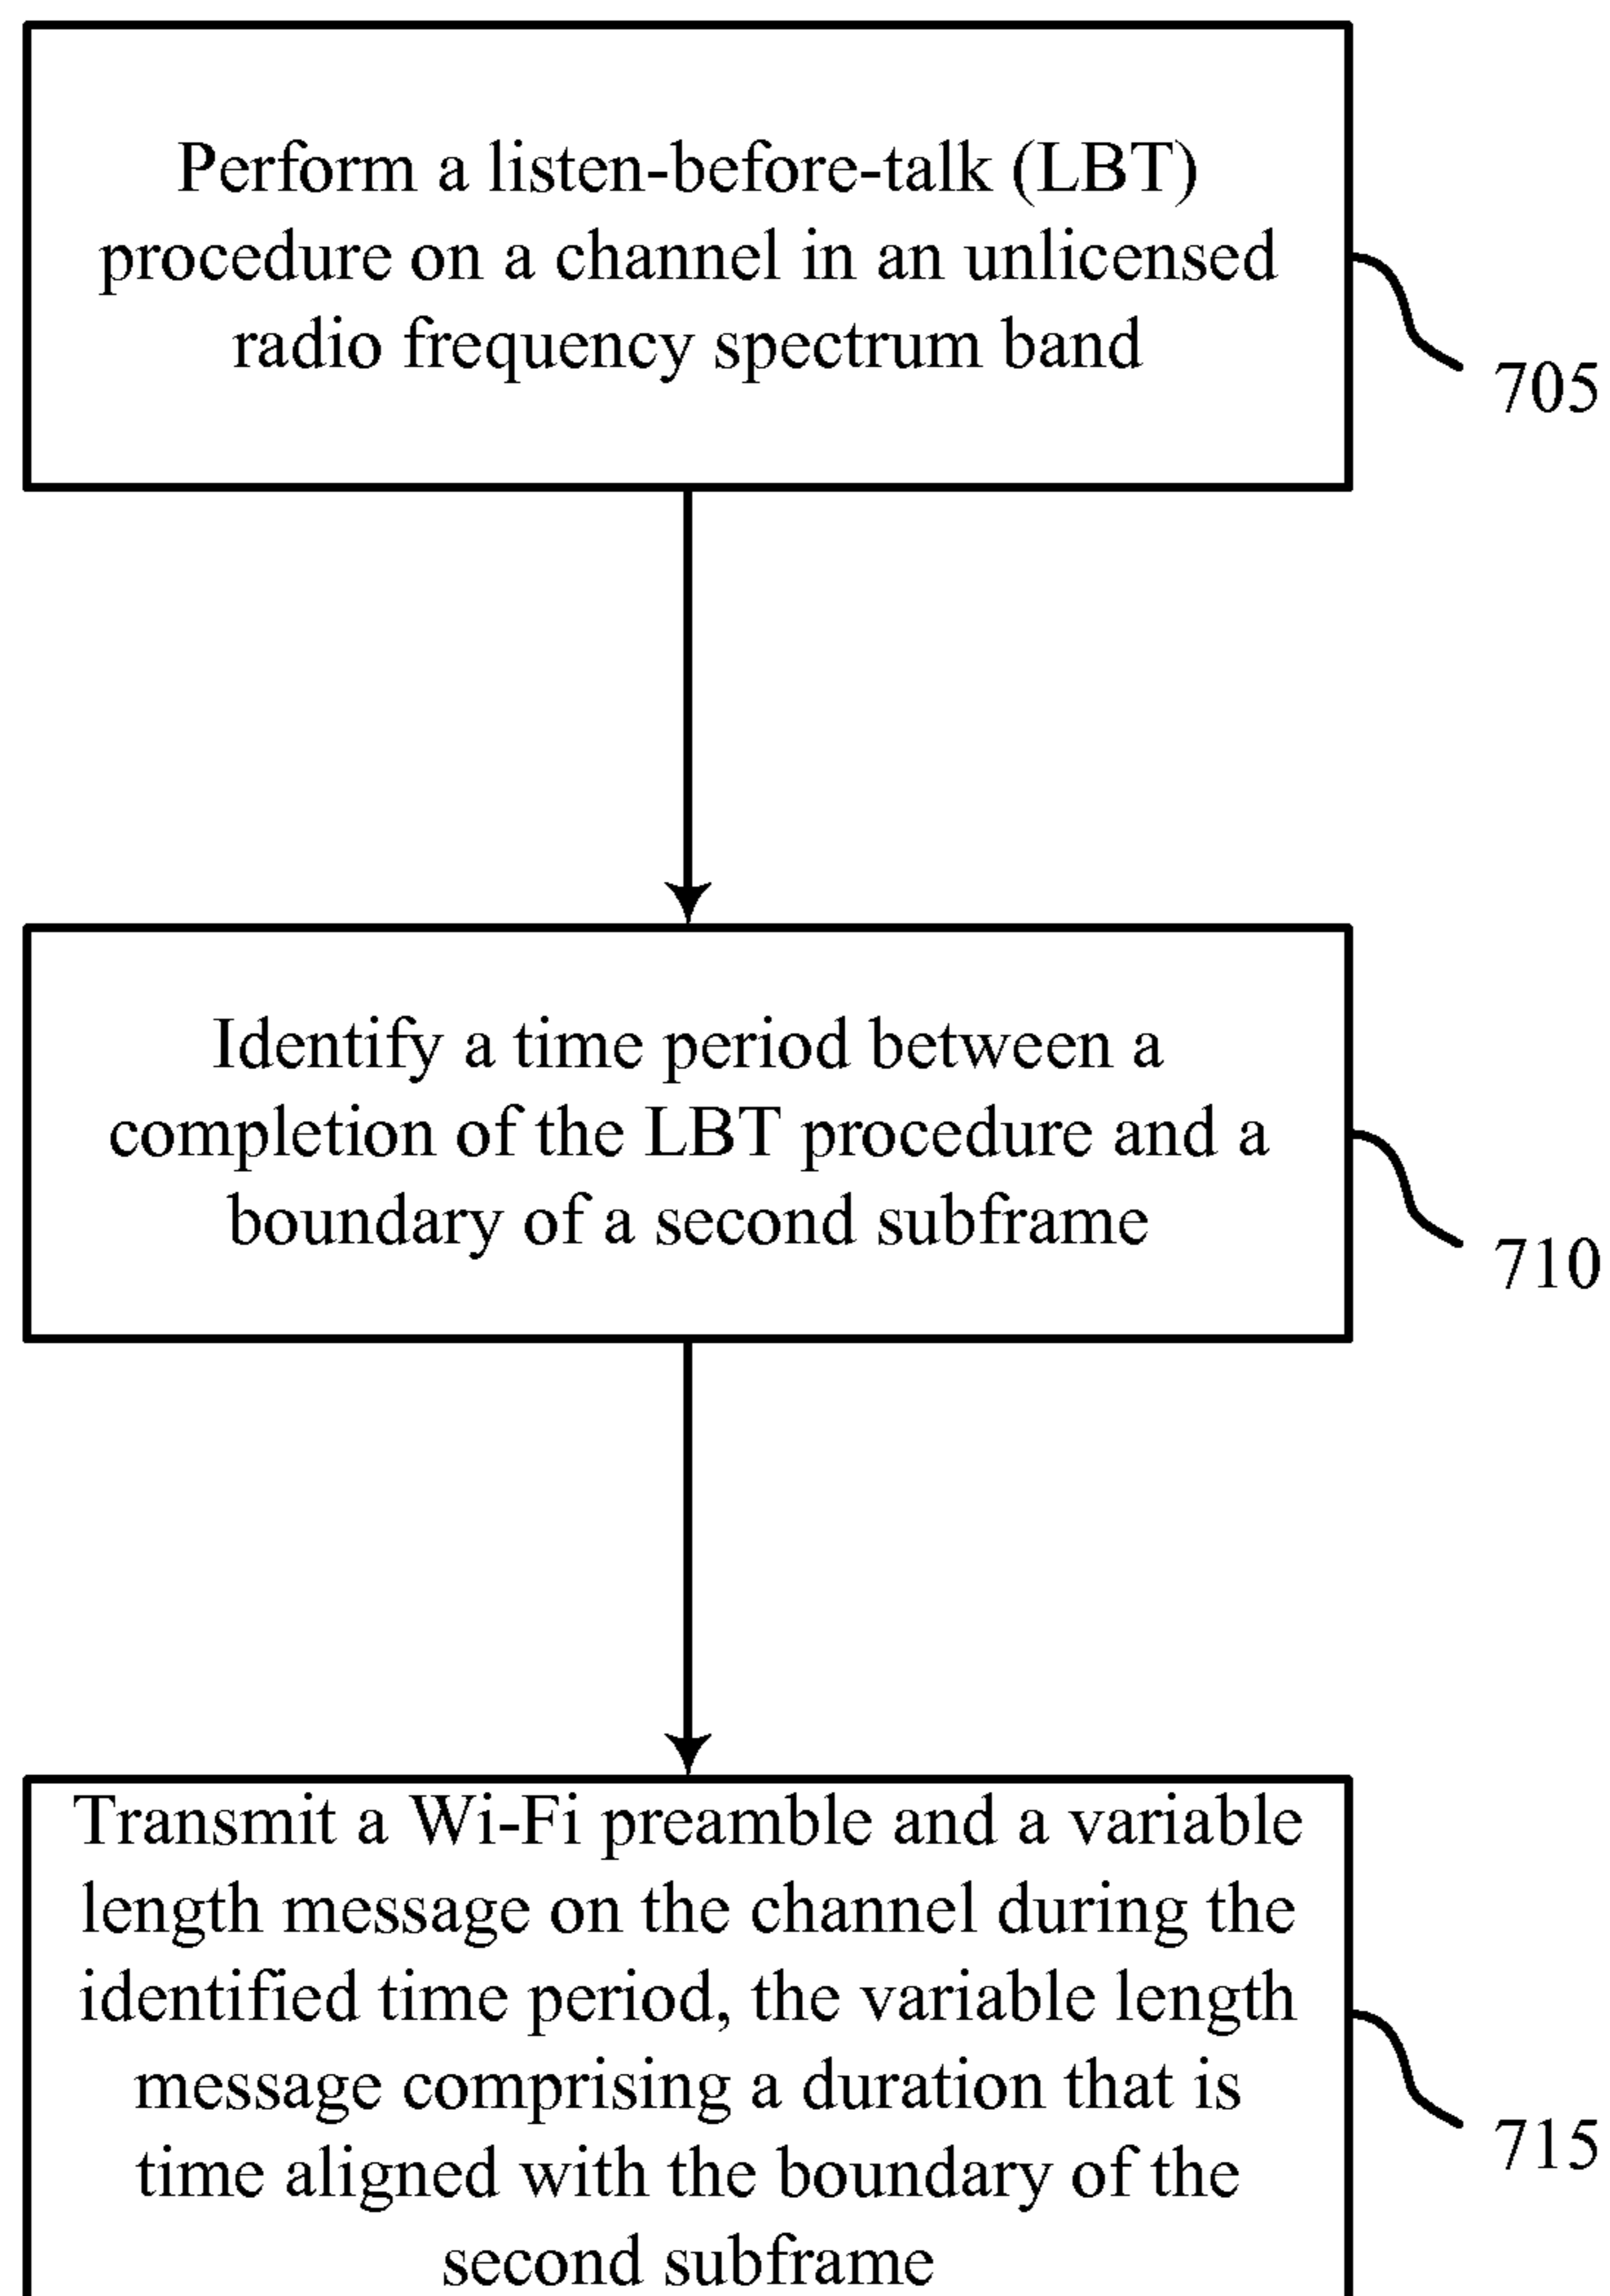 Perform a listen-before-talk (LBT)
procedure on a channel in an unlicensed
radio frequency spectrum band
705
Identify a time period between a
completion of the LBT procedure and a
boundary of a second subframe
710
Transmit a Wi-Fi preamble and a variable
length message on the channel during the
identified time period, the variable length
message comprising a duration that is
time aligned with the boundary of the
second subframe
715